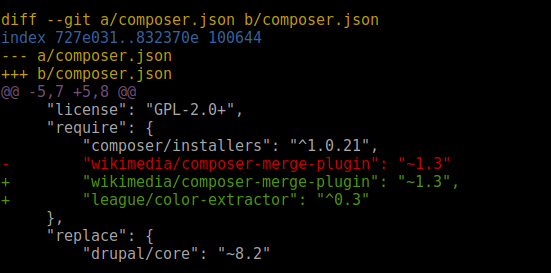 diff --git a/composer.json b/composer.json
index 727e031..832370e 100644
--- a/composer.json
+++ b/composer.json
@@ -5,7 +5,8 @@
     "license": "GPL-2.0+",
     "require": {
         "composer/installers": "^1.0.21",
-        "wikimedia/composer-merge-plugin": "~1.3"
+        "wikimedia/composer-merge-plugin": "~1.3",
+        "league/color-extractor": "^0.3"
     },
     "replace": {
         "drupal/core": "~8.2"